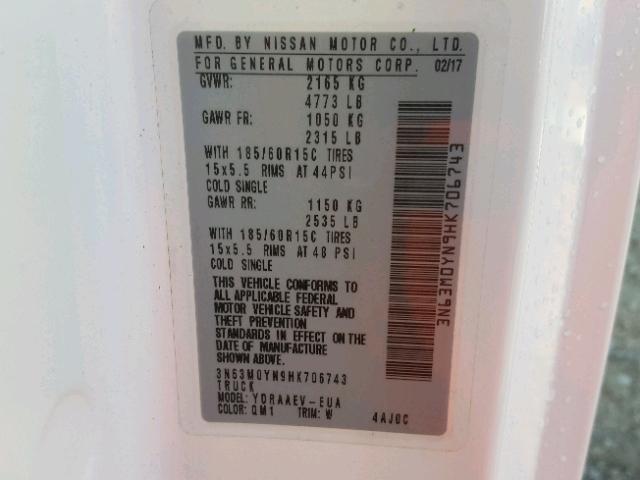 MFD. BY NISSAN MOTOR CO., LTD.
FOR GENERAL MOTORS CORP. 02/17
GVWR: 2165 KG
4773 LB
GAWR FR: 1050 KG
2315 LB
WITH 185/60R15C TIRES
15x5.5 RIMS AT 44PSI
COLD SINGLE
GAWR RR: 1150 KG
2535 LB
WITH 185/60R15C TIRES
15x5.5 RIMS AT 48 PSI
COLD SINGLE
THIS VEHICLE CONFORMS TO
ALL APPLICABLE FEDERAL
MOTOR VEHICLE SAFETY AND
THEFT PREVENTION
STANDARDS IN EFFECT ON THE
DATE OF MANUFACTURE
SHOWN ABOVE.
3N63M0YN9HK706743
TRUCK
MODEL: YDRAAEV-EUA
COLOR: QM1 TRIM: W 4AJ0C
3N63M0YN9HK706743